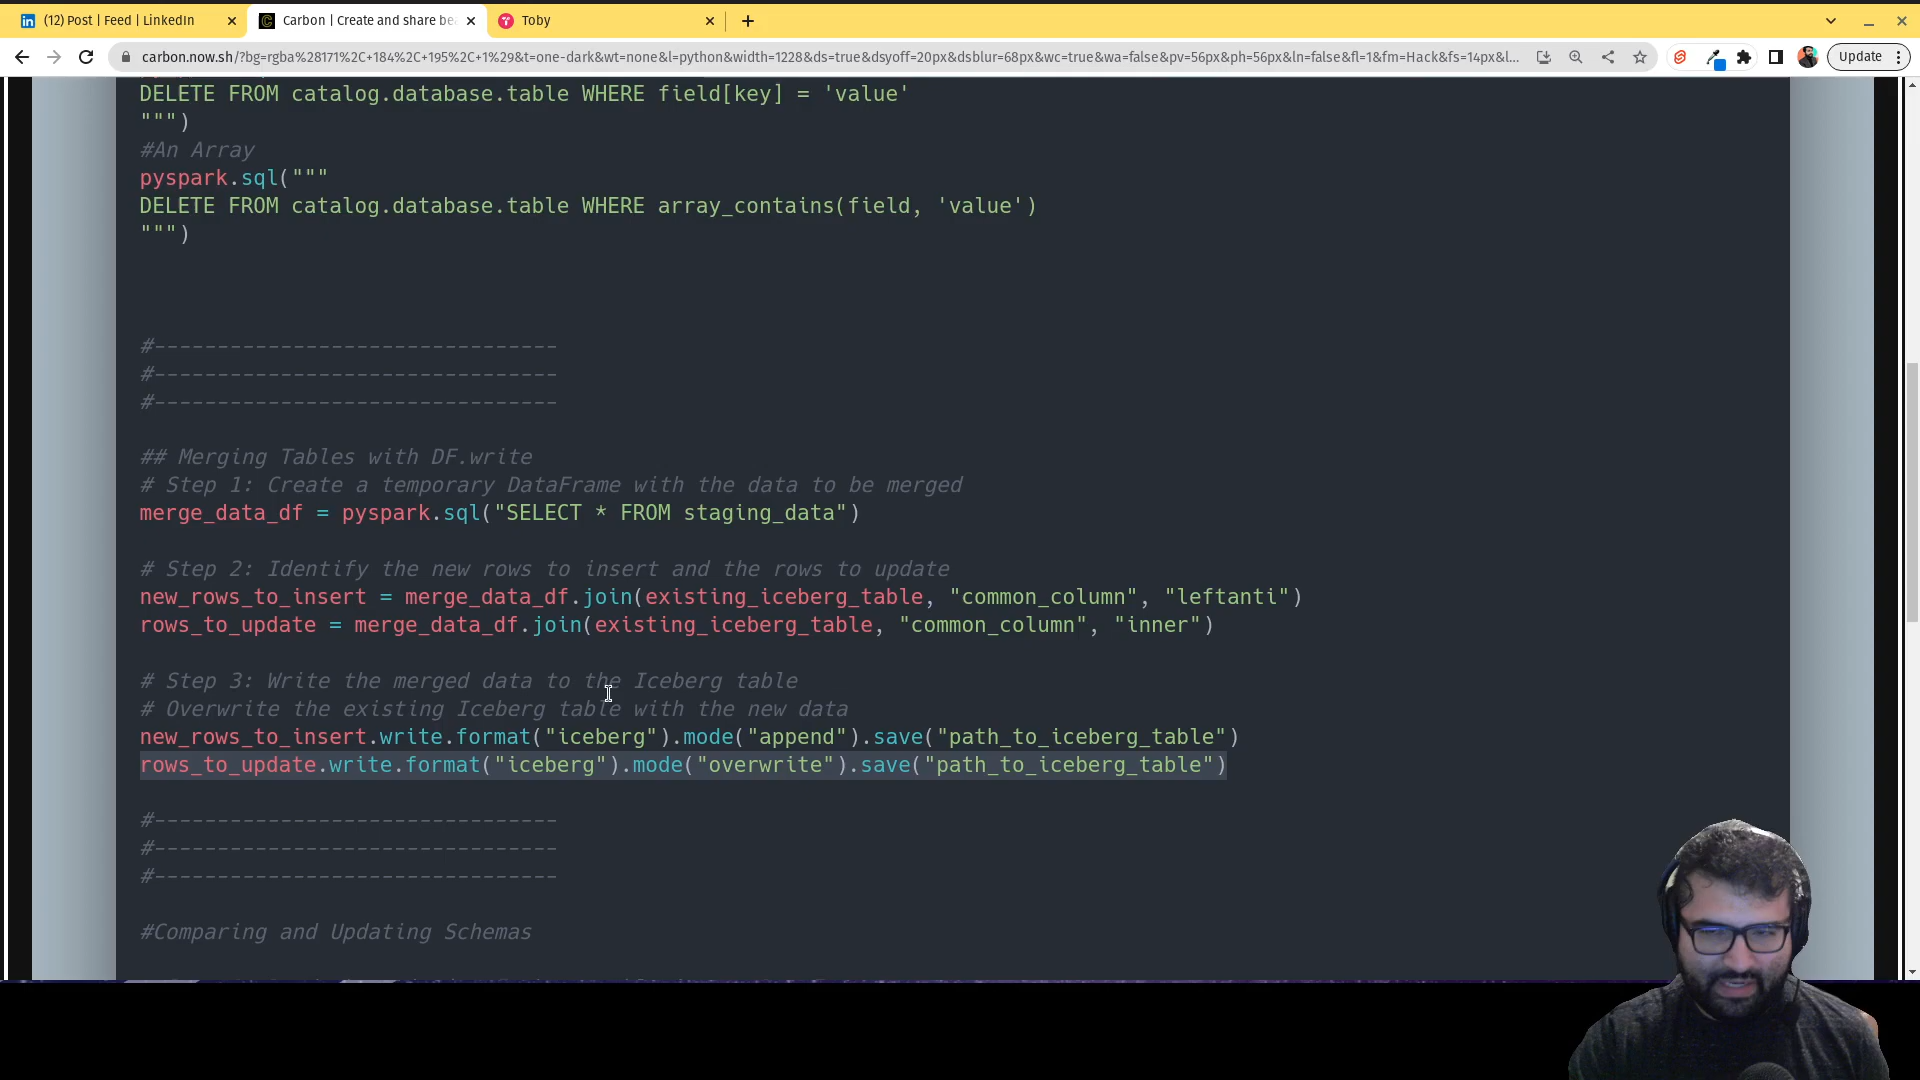 (12) Post | Feed | LinkedIn
Carbon | Create and share be
Toby
carbon.now.sh/?bg=rgba%28171%2C+184%2C+195%2C+1%29&t=one-dark&wt=none&l=python&width=1228&ds=true&dsyoff=20px&dsblur=68px&wc=true&wa=false&pv=56px&ph=56px&ln=false&fl=1&fm=Hack&fs=14px&l...
Update
DELETE FROM catalog.database.table WHERE field[key] = 'value'
""")
#An Array
pyspark.sql("""
DELETE FROM catalog.database.table WHERE array_contains(field, 'value')
""")
#--------------------------------
#--------------------------------
#--------------------------------
## Merging Tables with DF.write
# Step 1: Create a temporary DataFrame with the data to be merged
merge_data_df = pyspark.sql("SELECT * FROM staging_data")
# Step 2: Identify the new rows to insert and the rows to update
new_rows_to_insert = merge_data_df.join(existing_iceberg_table, "common_column", "leftanti")
rows_to_update = merge_data_df.join(existing_iceberg_table, "common_column", "inner")
# Step 3: Write the merged data to the Iceberg table
# Overwrite the existing Iceberg table with the new data
new_rows_to_insert.write.format("iceberg").mode("append").save("path_to_iceberg_table")
rows_to_update.write.format("iceberg").mode("overwrite").save("path_to_iceberg_table")
#--------------------------------
#--------------------------------
#--------------------------------
#Comparing and Updating Schemas